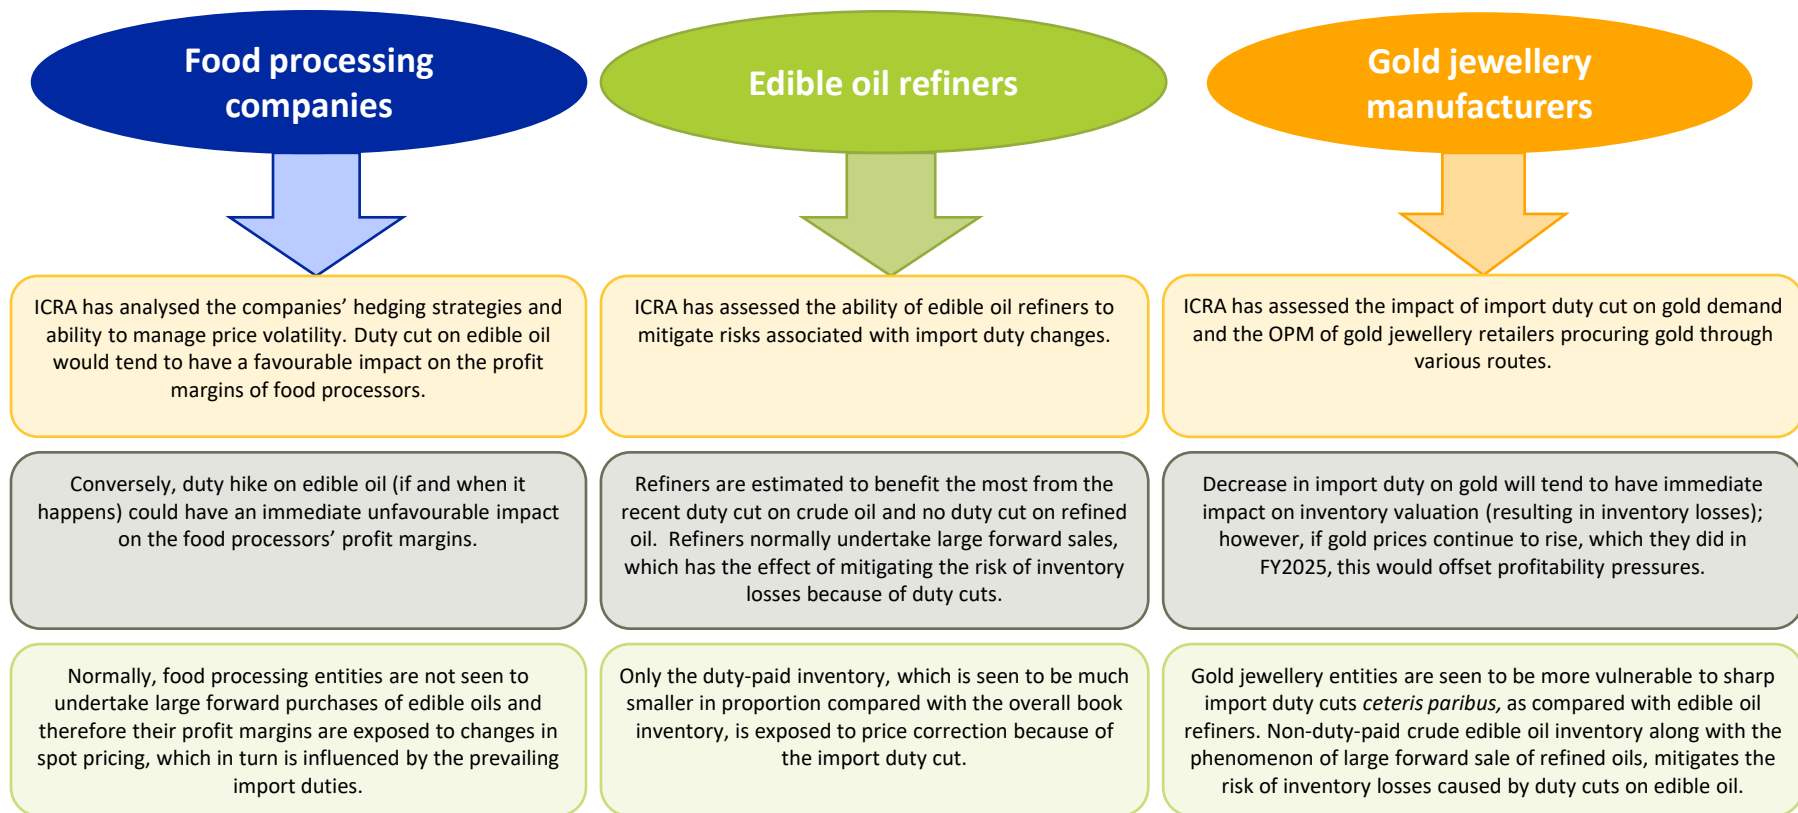 Food processing
companies
ICRA has analysed the companies’ hedging strategies and
ability to manage price volatility. Duty cut on edible oil
would tend to have a favourable impact on the profit
margins of food processors.
Conversely, duty hike on edible oil (if and when it
happens) could have an immediate unfavourable impact
on the food processors’ profit margins.
Normally, food processing entities are not seen to
undertake large forward purchases of edible oils and
therefore their profit margins are exposed to changes in
spot pricing, which in turn is influenced by the prevailing
import duties.
Edible oil refiners
ICRA has assessed the ability of edible oil refiners to
mitigate risks associated with import duty changes.
Refiners are estimated to benefit the most from the
recent duty cut on crude oil and no duty cut on refined
oil. Refiners normally undertake large forward sales,
which has the effect of mitigating the risk of inventory
losses because of duty cuts.
Only the duty-paid inventory, which is seen to be much
smaller in proportion compared with the overall book
inventory, is exposed to price correction because of
the import duty cut.
Gold jewellery
manufacturers
ICRA has assessed the impact of import duty cut on gold demand
and the OPM of gold jewellery retailers procuring gold through
various routes.
Decrease in import duty on gold will tend to have immediate
impact on inventory valuation (resulting in inventory losses);
however, if gold prices continue to rise, which they did in
FY2025, this would offset profitability pressures.
Gold jewellery entities are seen to be more vulnerable to sharp
import duty cuts ceteris paribus, as compared with edible oil
refiners. Non-duty-paid crude edible oil inventory along with the
phenomenon of large forward sale of refined oils, mitigates the
risk of inventory losses caused by duty cuts on edible oil.